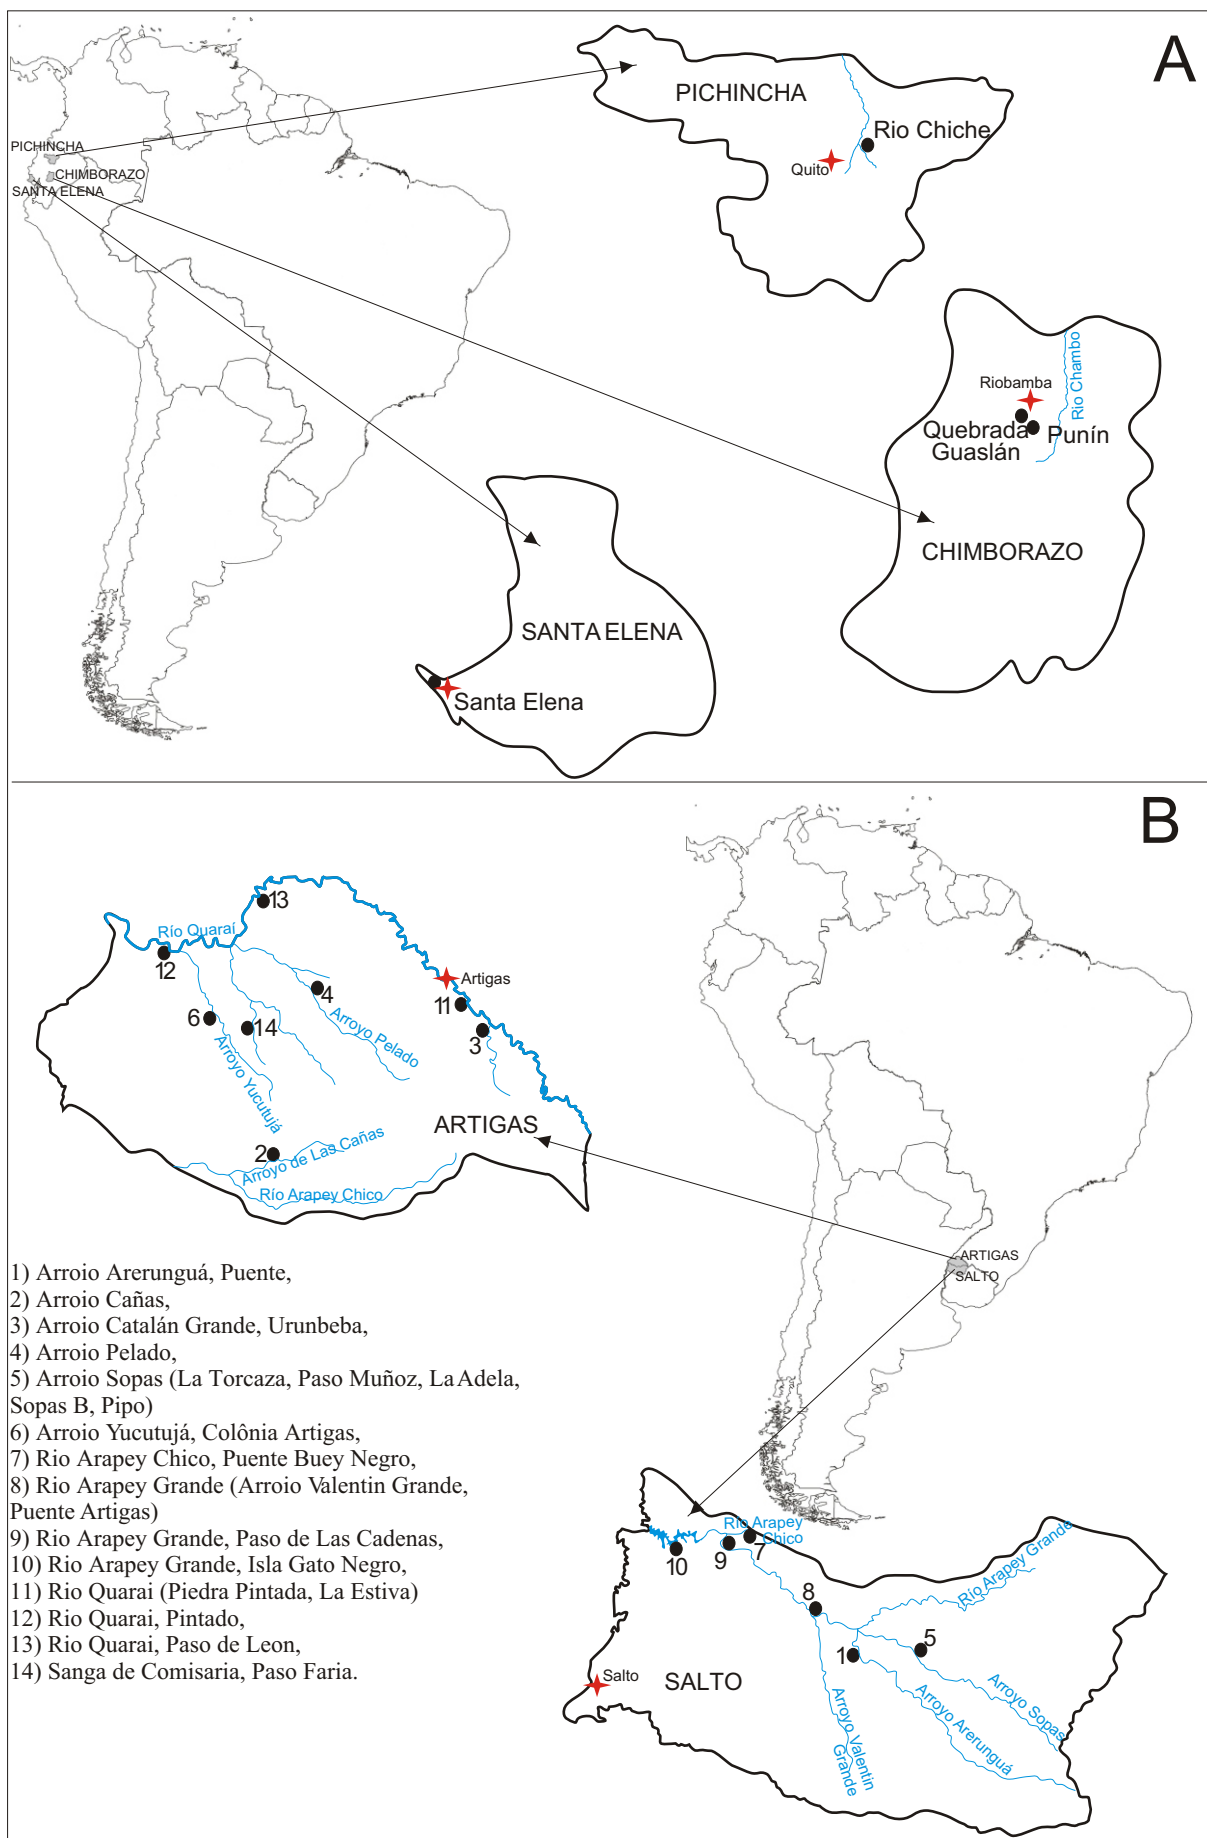 A
PICHINCHA
Rio Chiche
Quito
PICHINCHA
CHIMBORAZO
SANTA ELENA
Riobamba
Rio Chambo
Quebrada
Guaslán
Punín
CHIMBORAZO
SANTA ELENA
Santa Elena
B
13
Río Quaraí
12
Artigas
4
11
6
14
3
Arroyo Pelado
Arroyo Yucutujá
ARTIGAS
2
Arroyo de Las Cañas
Río Arapey Chico
ARTIGAS
SALTO
1) Arroio Arerunguá, Puente,
2) Arroio Cañas,
3) Arroio Catalán Grande, Urunbeba,
4) Arroio Pelado,
5) Arroio Sopas (La Torcaza, Paso Muñoz, La Adela,
Sopas B, Pipo)
6) Arroio Yucutujá, Colônia Artigas,
7) Rio Arapey Chico, Puente Buey Negro,
8) Rio Arapey Grande (Arroio Valentin Grande,
Puente Artigas)
9) Rio Arapey Grande, Paso de Las Cadenas,
10) Rio Arapey Grande, Isla Gato Negro,
11) Rio Quarai (Piedra Pintada, La Estiva)
12) Rio Quarai, Pintado,
13) Rio Quarai, Paso de Leon,
14) Sanga de Comisaria, Paso Faria.
Río Arapey
Chico
10
9
7
Río Arapey Grande
8
5
1
Salto
SALTO
Arroyo Sopas
Arroyo Arerunguá
Arroyo Valentin
Grande